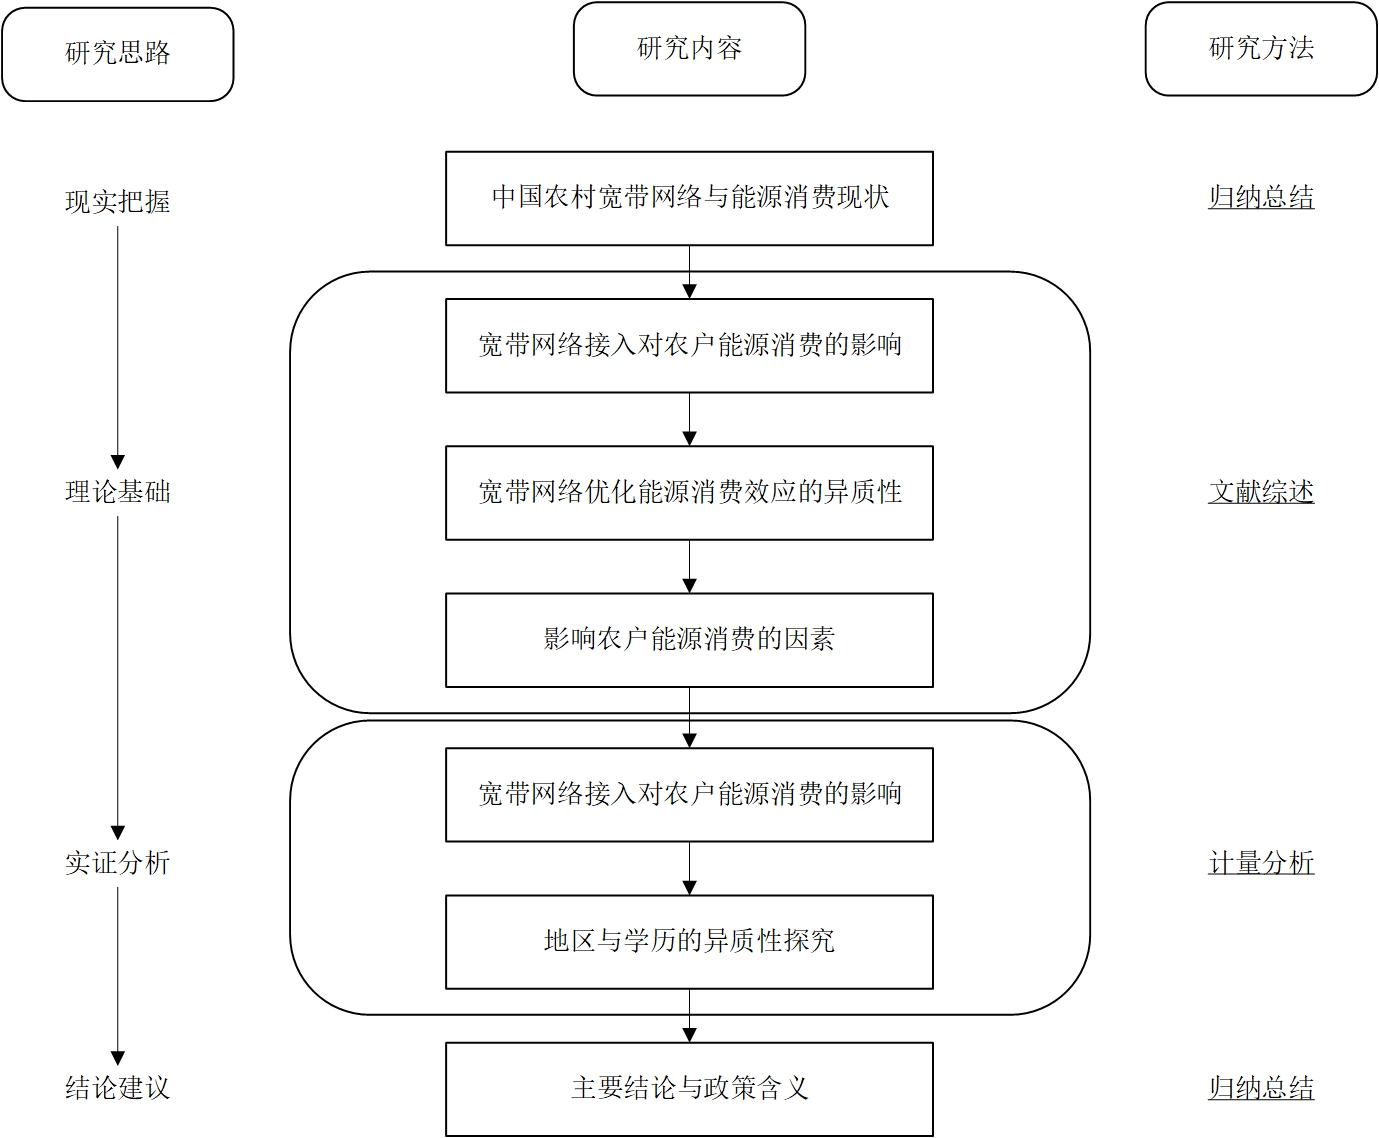 研究思路
研究内容
研究方法
现实把握
中国农村宽带网络与能源消费现状
归纳总结
宽带网络接入对农户能源消费的影响
理论基础
宽带网络优化能源消费效应的异质性
文献综述
影响农户能源消费的因素
宽带网络接入对农户能源消费的影响
实证分析
计量分析
地区与学历的异质性探究
结论建议
主要结论与政策含义
归纳总结